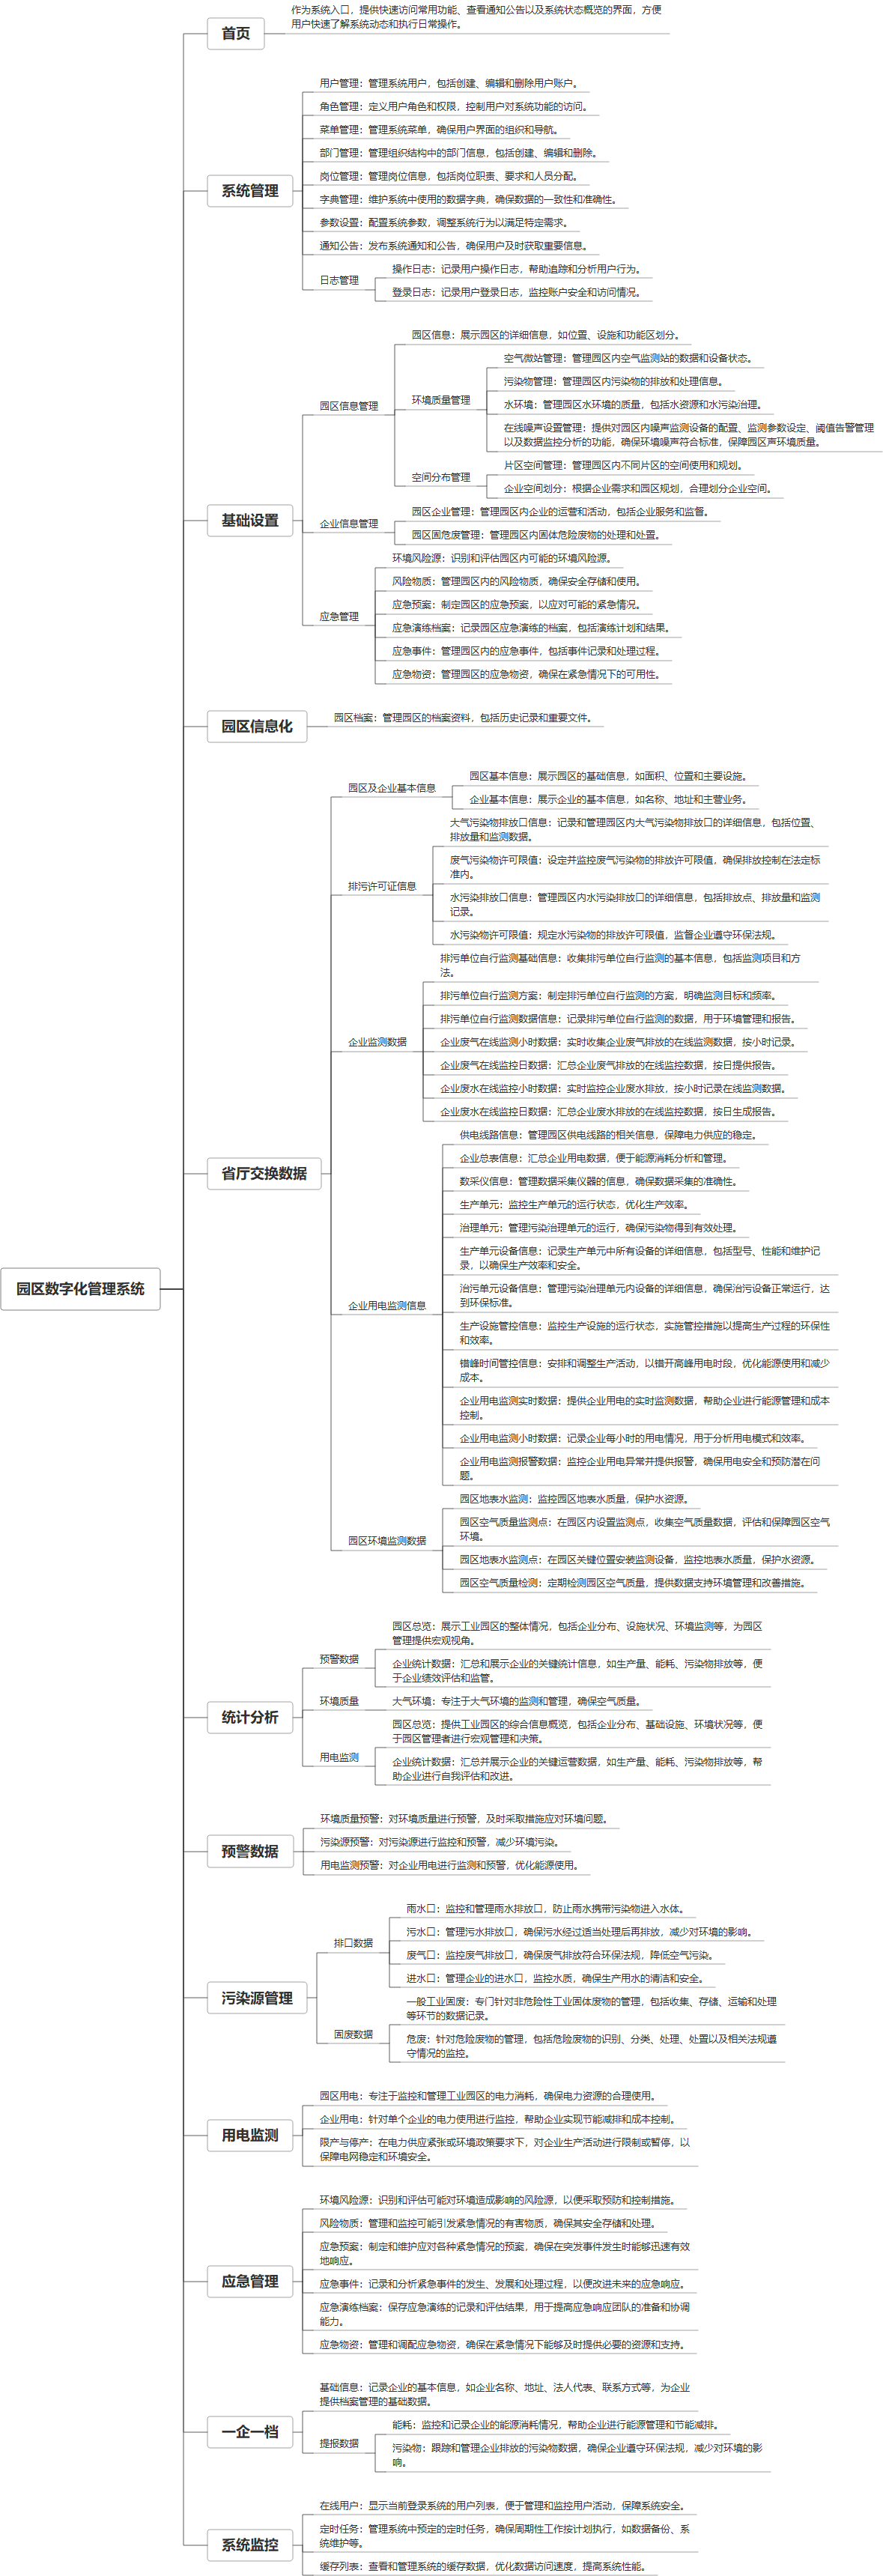 作为系统入口，提供快速访问常用功能、查看通知公告以及系统状态概览的界面，方便
用户快速了解系统动态和执行日常操作。
首页
用户管理：管理系统用户，包括创建、编辑和删除用户账户。
角色管理：定义用户角色和权限，控制用户对系统功能的访问。
菜单管理：管理系统菜单，确保用户界面的组织和导航。
部门管理：管理组织结构中的部门信息，包括创建、编辑和删除。
岗位管理：管理岗位信息，包括岗位职责、要求和人员分配。
系统管理
字典管理：维护系统中使用的数据字典，确保数据的一致性和准确性。
参数设置：配置系统参数，调整系统行为以满足特定需求。
通知公告：发布系统通知和公告，确保用户及时获取重要信息。
日志管理
操作日志：记录用户操作日志，帮助追踪和分析用户行为。
登录日志：记录用户登录日志，监控账户安全和访问情况。
园区信息：展示园区的详细信息，如位置、设施和功能区划分。
空气微站管理：管理园区内空气监测站的数据和设备状态。
污染物管理：管理园区内污染物的排放和处理信息。
园区信息管理
环境质量管理
水环境：管理园区水环境的质量，包括水资源和水污染治理。
在线噪声设置管理：提供对园区内噪声监测设备的配置、监测参数设定、阈值告警管理
以及数据监控分析的功能，确保环境噪声符合标准，保障园区声环境质量。
空间分布管理
片区空间管理：管理园区内不同片区的空间使用和规划。
企业空间划分：根据企业需求和园区规划，合理划分企业空间。
基础设置
企业信息管理
园区企业管理：管理园区内企业的运营和活动，包括企业服务和监督。
园区固危废管理：管理园区内固体危险废物的处理和处置。
环境风险源：识别和评估园区内可能的环境风险源。
风险物质：管理园区内的风险物质，确保安全存储和使用。
应急预案：制定园区的应急预案，以应对可能的紧急情况。
应急管理
应急演练档案：记录园区应急演练的档案，包括演练计划和结果。
应急事件：管理园区内的应急事件，包括事件记录和处理过程。
应急物资：管理园区的应急物资，确保在紧急情况下的可用性。
园区信息化
园区档案：管理园区的档案资料，包括历史记录和重要文件。
园区及企业基本信息
园区基本信息：展示园区的基础信息，如面积、位置和主要设施。
企业基本信息：展示企业的基本信息，如名称、地址和主营业务。
大气污染物排放口信息：记录和管理园区内大气污染物排放口的详细信息，包括位置、
排放量和监测数据。
废气污染物许可限值：设定并监控废气污染物的排放许可限值，确保排放控制在法定标
准内。
排污许可证信息
水污染排放口信息：管理园区内水污染排放口的详细信息，包括排放点、排放量和监测
记录。
水污染物许可限值：规定水污染物的排放许可限值，监督企业遵守环保法规。
排污单位自行监测基础信息：收集排污单位自行监测的基本信息，包括监测项目和方
法。
排污单位自行监测方案：制定排污单位自行监测的方案，明确监测目标和频率。
排污单位自行监测数据信息：记录排污单位自行监测的数据，用于环境管理和报告。
企业监测数据
企业废气在线监测小时数据：实时收集企业废气排放的在线监测数据，按小时记录。
企业废气在线监控日数据：汇总企业废气排放的在线监控数据，按日提供报告。
企业废水在线监控小时数据：实时监控企业废水排放，按小时记录在线监测数据。
企业废水在线监控日数据：汇总企业废水排放的在线监控数据，按日生成报告。
省厅交换数据
供电线路信息：管理园区供电线路的相关信息，保障电力供应的稳定。
企业总表信息：汇总企业用电数据，便于能源消耗分析和管理。
数采仪信息：管理数据采集仪器的信息，确保数据采集的准确性。
生产单元：监控生产单元的运行状态，优化生产效率。
治理单元：管理污染治理单元的运行，确保污染物得到有效处理。
生产单元设备信息：记录生产单元中所有设备的详细信息，包括型号、性能和维护记
录，以确保生产效率和安全。
园区数字化管理系统
治污单元设备信息：管理污染治理单元内设备的详细信息，确保治污设备正常运行，达
到环保标准。
企业用电监测信息
生产设施管控信息：监控生产设施的运行状态，实施管控措施以提高生产过程的环保性
和效率。
错峰时间管控信息：安排和调整生产活动，以错开高峰用电时段，优化能源使用和减少
成本。
企业用电监测实时数据：提供企业用电的实时监测数据，帮助企业进行能源管理和成本
控制。
企业用电监测小时数据：记录企业每小时的用电情况，用于分析用电模式和效率。
企业用电监测报警数据：监控企业用电异常并提供报警，确保用电安全和预防潜在问
题。
园区地表水监测：监控园区地表水质量，保护水资源。
园区空气质量监测点：在园区内设置监测点，收集空气质量数据，评估和保障园区空气
环境。
园区环境监测数据
园区地表水监测点：在园区关键位置安装监测设备，监控地表水质量，保护水资源。
园区空气质量检测：定期检测园区空气质量，提供数据支持环境管理和改善措施。
园区总览：展示工业园区的整体情况，包括企业分布、设施状况、环境监测等，为园区
管理提供宏观视角。
预警数据
企业统计数据：汇总和展示企业的关键统计信息，如生产量、能耗、污染物排放等，便
于企业绩效评估和监管。
环境质量
大气环境：专注于大气环境的监测和管理，确保空气质量。
统计分析
园区总览：提供工业园区的综合信息概览，包括企业分布、基础设施、环境状况等，便
于园区管理者进行宏观管理和决策。
用电监测
企业统计数据：汇总并展示企业的关键运营数据，如生产量、能耗、污染物排放等，帮
助企业进行自我评估和改进。
环境质量预警：对环境质量进行预警，及时采取措施应对环境问题。
预警数据
污染源预警：对污染源进行监控和预警，减少环境污染。
用电监测预警：对企业用电进行监测和预警，优化能源使用。
雨水口：监控和管理雨水排放口，防止雨水携带污染物进入水体。
污水口：管理污水排放口，确保污水经过适当处理后再排放，减少对环境的影响。
排口数据
废气口：监控废气排放口，确保废气排放符合环保法规，降低空气污染。
进水口：管理企业的进水口，监控水质，确保生产用水的清洁和安全。
污染源管理
一般工业固废：专门针对非危险性工业固体废物的管理，包括收集、存储、运输和处理
等环节的数据记录。
固废数据
危废：针对危险废物的管理，包括危险废物的识别、分类、处理、处置以及相关法规遵
守情况的监控。
园区用电：专注于监控和管理工业园区的电力消耗，确保电力资源的合理使用。
企业用电：针对单个企业的电力使用进行监控，帮助企业实现节能减排和成本控制。
用电监测
限产与停产：在电力供应紧张或环境政策要求下，对企业生产活动进行限制或暂停，以
保障电网稳定和环境安全。
环境风险源：识别和评估可能对环境造成影响的风险源，以便采取预防和控制措施。
风险物质：管理和监控可能引发紧急情况的有害物质，确保其安全存储和处理。
应急预案：制定和维护应对各种紧急情况的预案，确保在突发事件发生时能够迅速有效
地响应。
应急管理
应急事件：记录和分析紧急事件的发生、发展和处理过程，以便改进未来的应急响应。
应急演练档案：保存应急演练的记录和评估结果，用于提高应急响应团队的准备和协调
能力。
应急物资：管理和调配应急物资，确保在紧急情况下能够及时提供必要的资源和支持。
基础信息：记录企业的基本信息，如企业名称、地址、法人代表、联系方式等，为企业
提供档案管理的基础数据。
一企一档
能耗：监控和记录企业的能源消耗情况，帮助企业进行能源管理和节能减排。
提报数据
污染物：跟踪和管理企业排放的污染物数据，确保企业遵守环保法规，减少对环境的影
响。
在线用户：显示当前登录系统的用户列表，便于管理和监控用户活动，保障系统安全。
定时任务：管理系统中预定的定时任务，确保周期性工作按计划执行，如数据备份、系
统维护等。
系统监控
缓存列表：查看和管理系统的缓存数据，优化数据访问速度，提高系统性能。